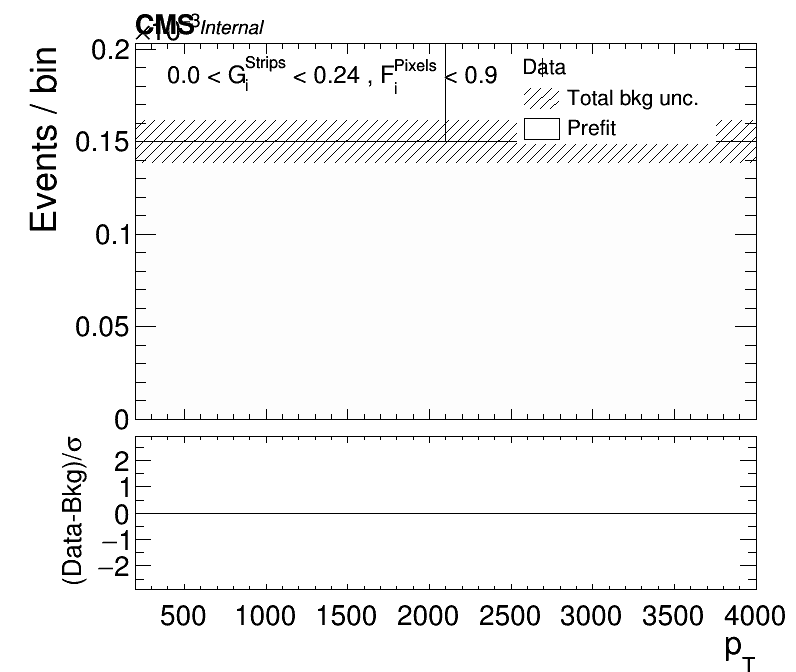 CMS Internal
×10⁻³
0.2
0.0 < G_i^Strips < 0.24 , F_i^Pixels < 0.9
Data
Total bkg unc.
Prefit
0.15
0.1
0.05
0
Events / bin
2
1
0
−1
−2
(Data-Bkg)/σ
500 1000 1500 2000 2500 3000 3500 4000
p_T